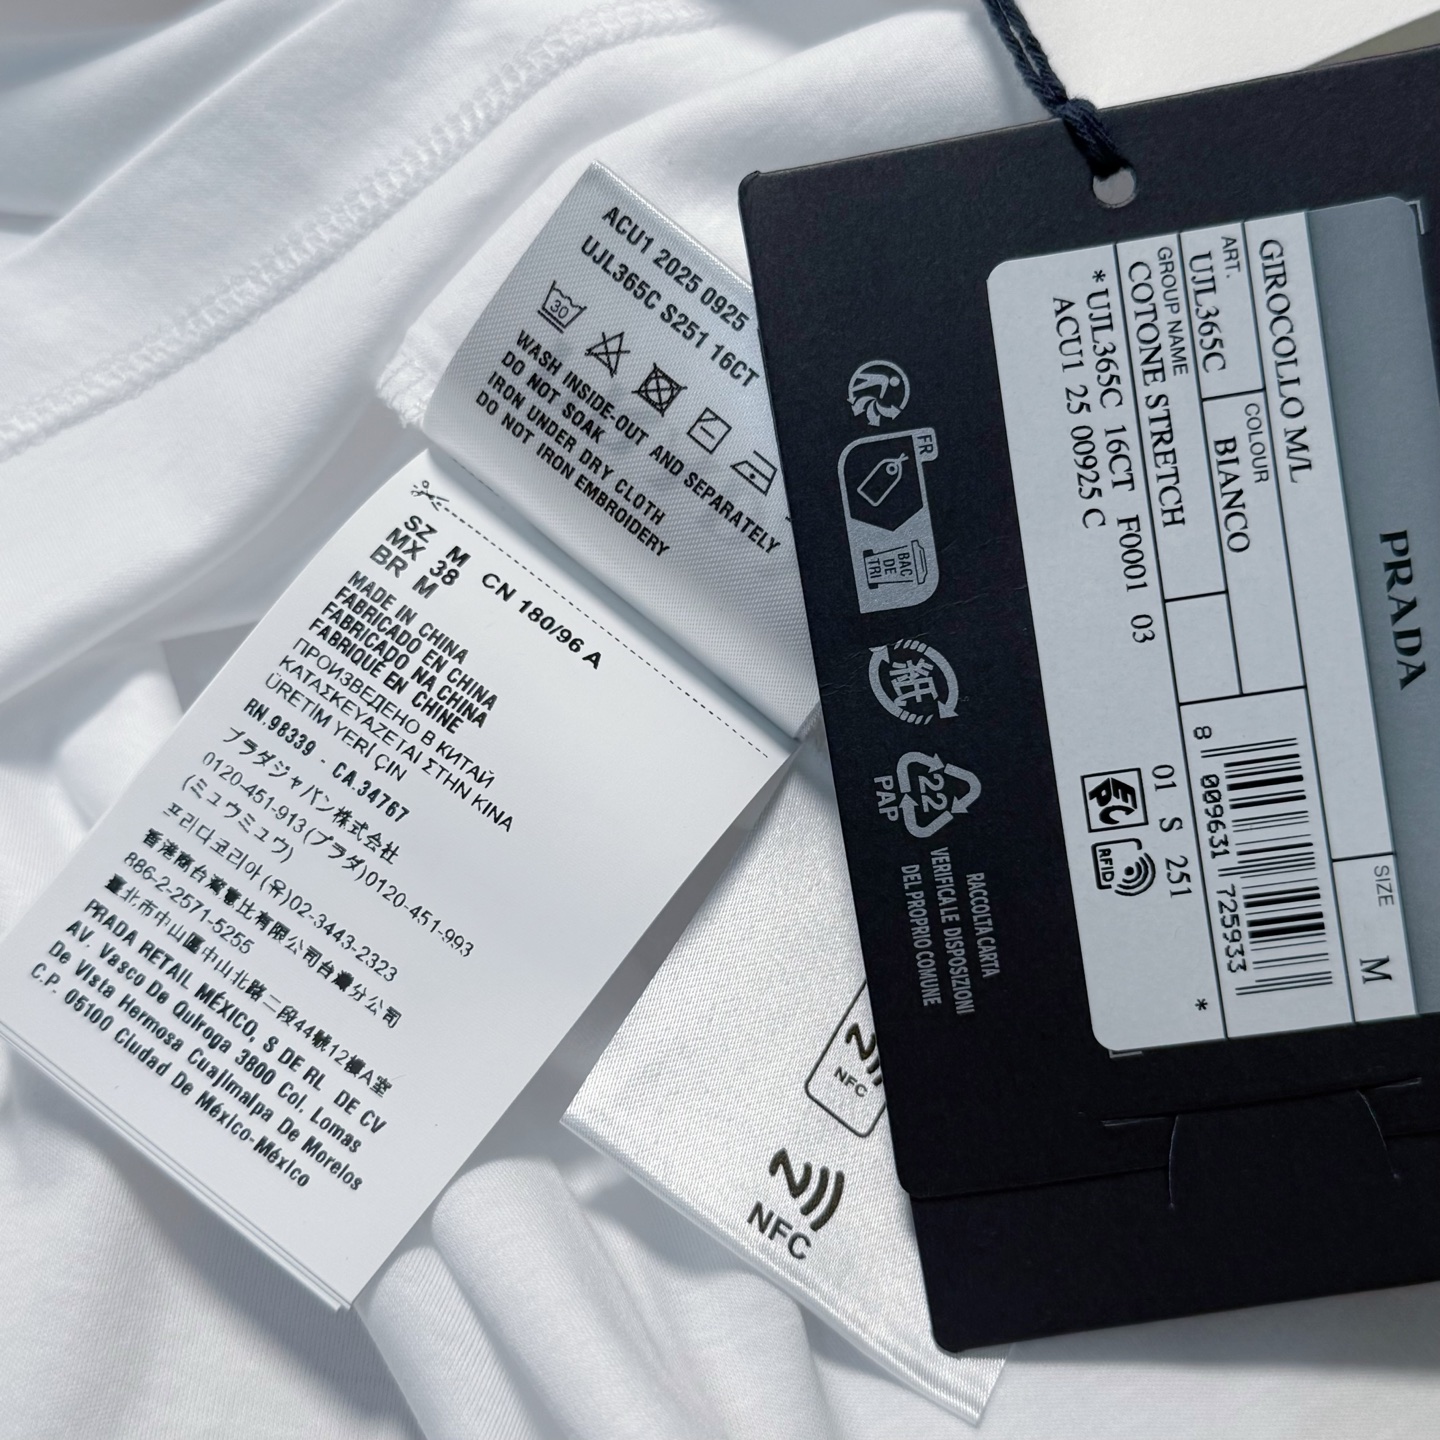 ACU1 2025 0925
UJL365C S251 16CT
30
WASH INSIDE-OUT AND SEPARATELY
DO NOT SOAK
IRON UNDER DRY CLOTH
DO NOT IRON EMBROIDERY
SZ M CN 180/96 A
MX 38
BR M
MADE IN CHINA
FABRICADO EN CHINA
FABRICADO NA CHINA
FABRIQUÉ EN CHINE
ПРОИЗВЕДЕНО В КИТАЙ
ΚΑΤΑΣΚΕΥΑΖΕΤΑΙ ΣΤΗΝ ΚΙΝΑ
ÜRETİM YERİ ÇIN
RN.96339 - CA.34767
プラダジャパン株式会社
0120-451-913(プラダ)0120-451-993
(ミュウミュウ)
프라다코리아(유)02-3443-2323
香港商台灣普比有限公司台灣分公司
R86-2-2571-5255
臺北市中山區中山北路二段44號12樓A室
PRADA RETAIL MÉXICO, S DE RL DE CV
AV. Vasco De Quiroga 3800 Col. Lomas
De Vista Hermosa Cuajimalpa De Morelos
C.P. 05100 Ciudad De México-México
NFC
NFC
PRADA
SIZE
M
GIROCOLLO M/L
ART.
UJL365C
COLOUR
BIANCO
GROUP NAME
COTONE STRETCH
*UJL365C 16CT F0001 03 01 S 251 *
ACU1 25 00925 C
8 009631 725933
EPC
RFID
FR
BAC
DE
TRI
紙
22
PAP
RACCOLTA CARTA
VERIFICA LE DISPOSIZIONI
DEL PROPRIO COMUNE